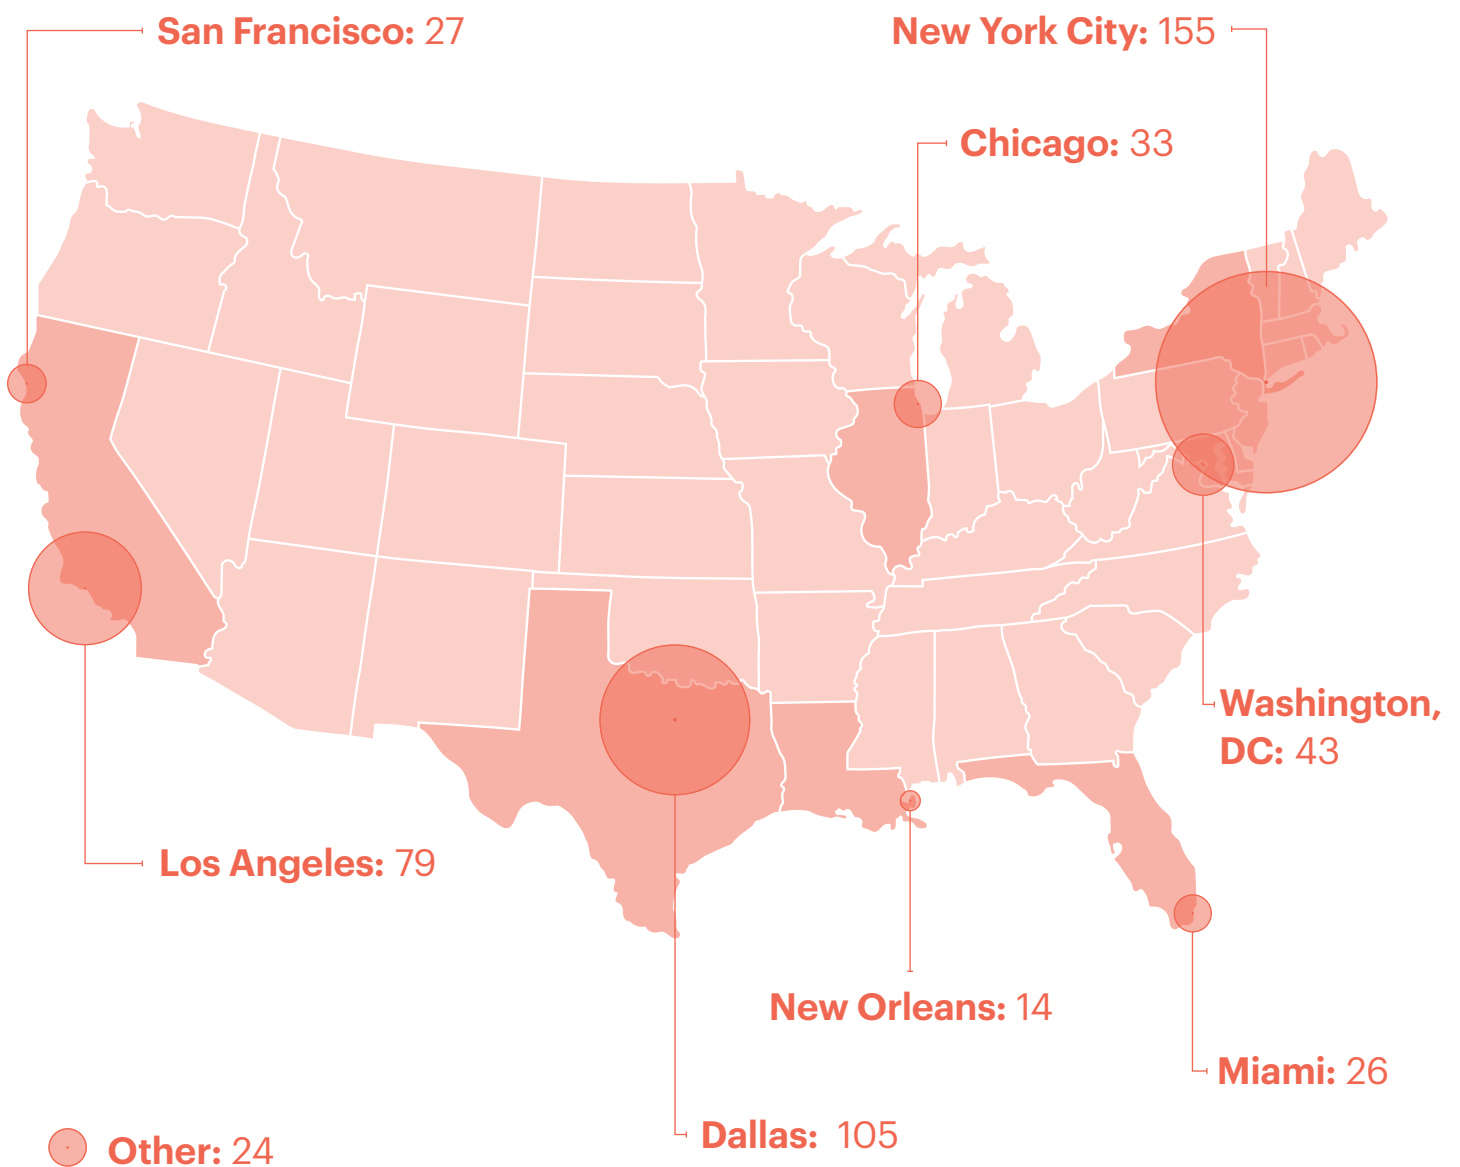 San Francisco: 27
New York City: 155
Chicago: 33
Washington,
DC: 43
Los Angeles: 79
New Orleans: 14
Miami: 26
Dallas: 105
Other: 24